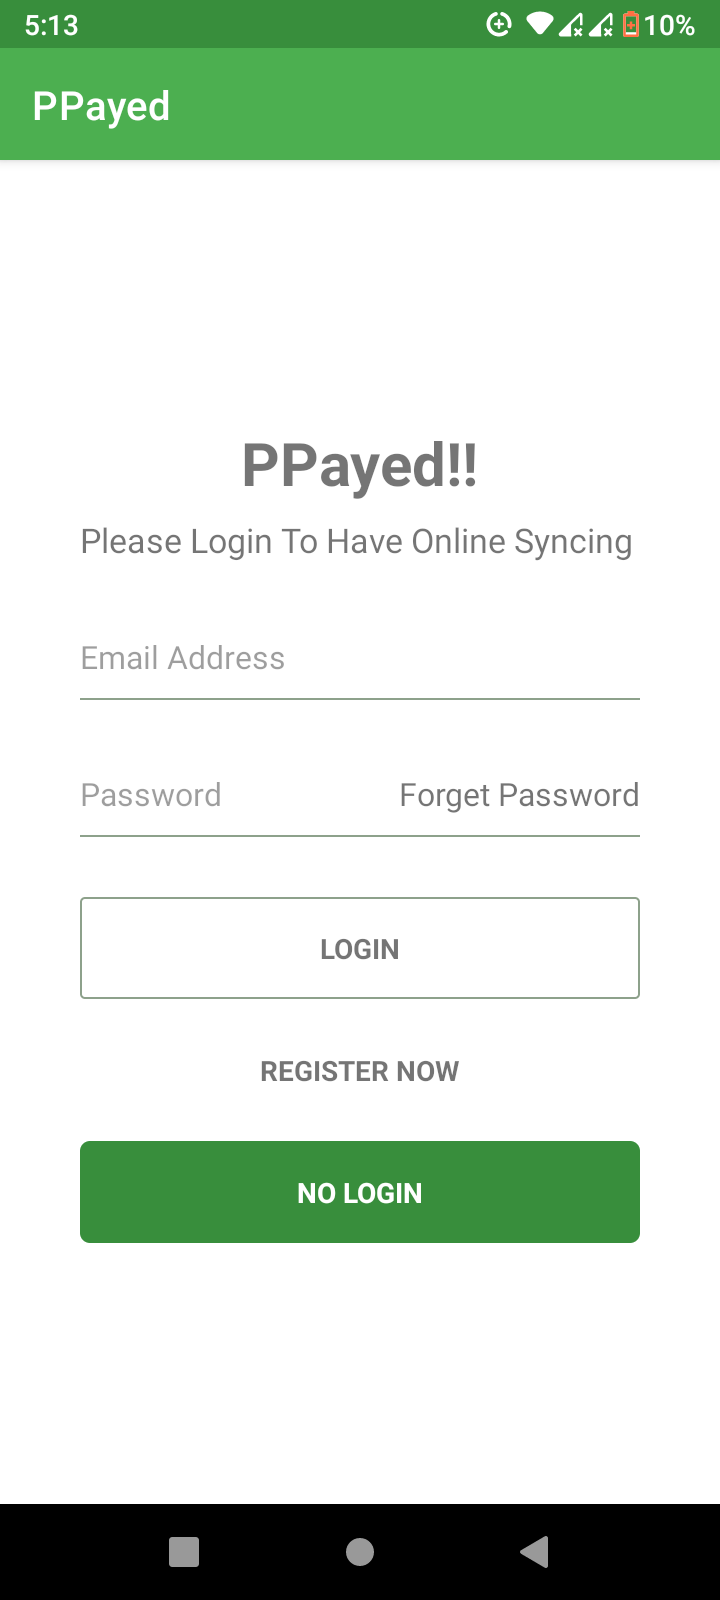 5:13
10%
PPayed
PPayed!!
Please Login To Have Online Syncing
Email Address
Password Forget Password
LOGIN
REGISTER NOW
NO LOGIN